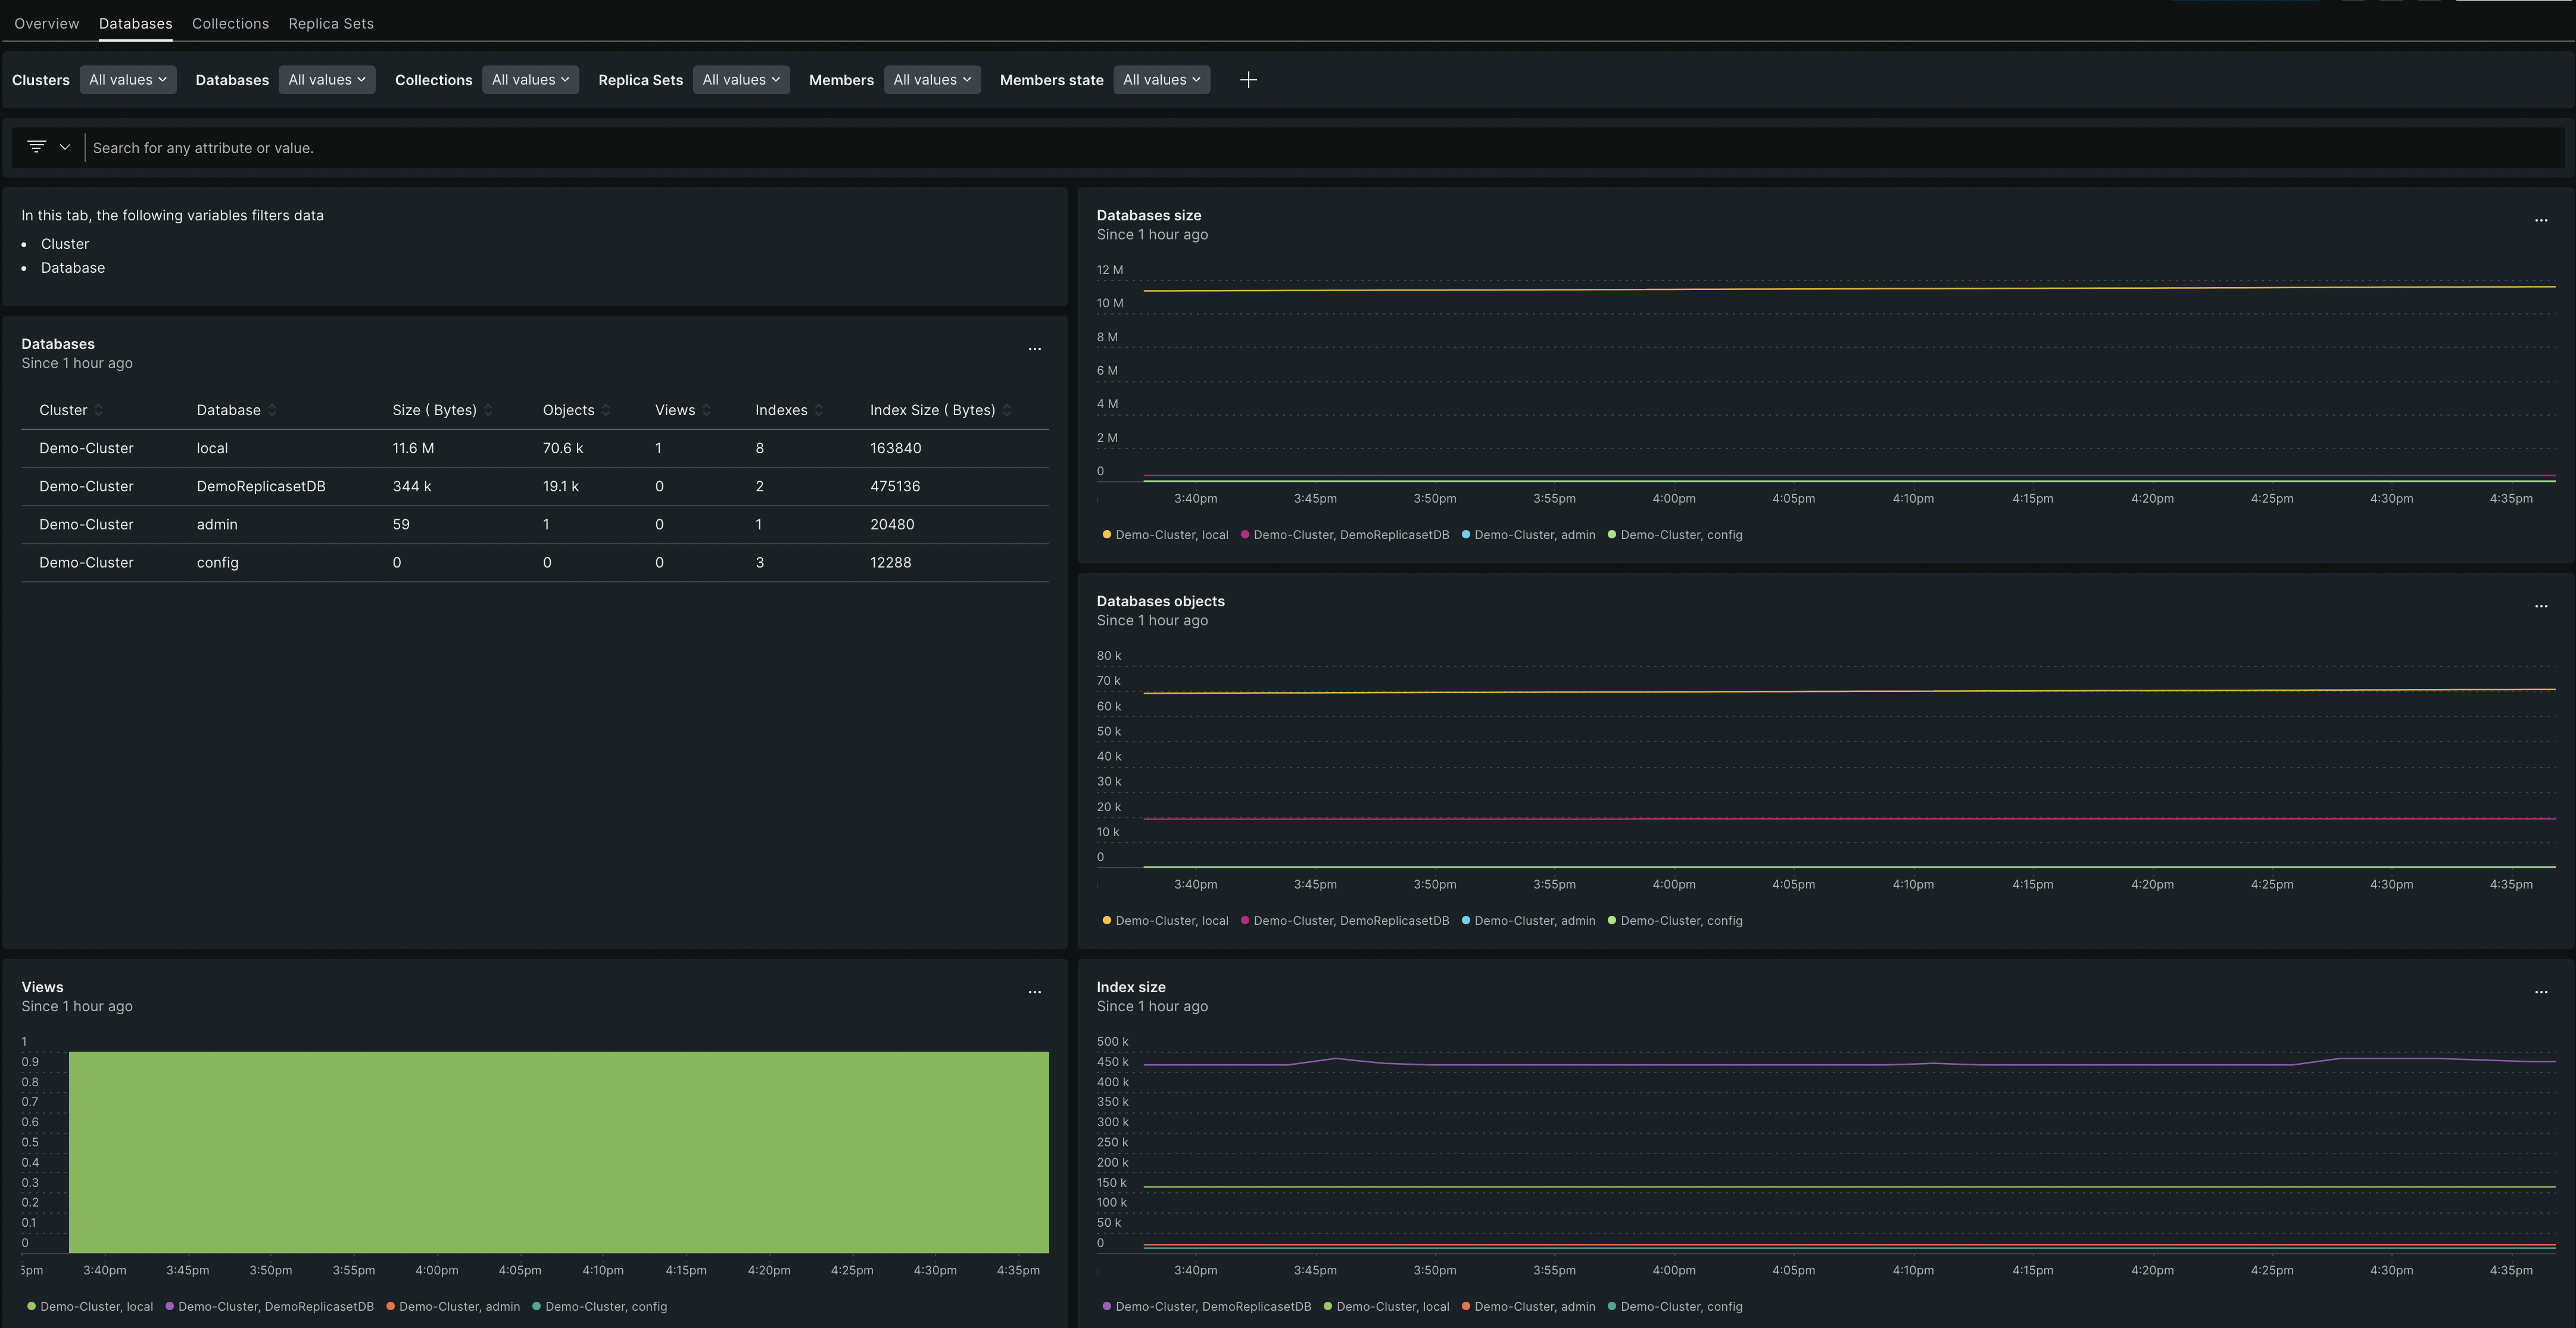 Overview Databases Collections Replica Sets
Clusters All values Databases All values Collections All values Replica Sets All values Members All values Members state All values
Search for any attribute or value.
In this tab, the following variables filters data
• Cluster
• Database
Databases
Since 1 hour ago
Cluster Database Size ( Bytes) Objects Views Indexes Index Size ( Bytes)
Demo-Cluster local 11.6 M 70.6 k 1 8 163840
Demo-Cluster DemoReplicasetDB 344 k 19.1 k 0 2 475136
Demo-Cluster admin 59 1 0 1 20480
Demo-Cluster config 0 0 0 3 12288
Databases size
Since 1 hour ago
12 M
10 M
8 M
6 M
4 M
2 M
0
3:40pm 3:45pm 3:50pm 3:55pm 4:00pm 4:05pm 4:10pm 4:15pm 4:20pm 4:25pm 4:30pm 4:35pm
Demo-Cluster, local Demo-Cluster, DemoReplicasetDB Demo-Cluster, admin Demo-Cluster, config
Databases objects
Since 1 hour ago
80 k
70 k
60 k
50 k
40 k
30 k
20 k
10 k
0
3:40pm 3:45pm 3:50pm 3:55pm 4:00pm 4:05pm 4:10pm 4:15pm 4:20pm 4:25pm 4:30pm 4:35pm
Demo-Cluster, local Demo-Cluster, DemoReplicasetDB Demo-Cluster, admin Demo-Cluster, config
Views
Since 1 hour ago
1
0.9
0.8
0.7
0.6
0.5
0.4
0.3
0.2
0.1
0
5pm 3:40pm 3:45pm 3:50pm 3:55pm 4:00pm 4:05pm 4:10pm 4:15pm 4:20pm 4:25pm 4:30pm 4:35pm
Demo-Cluster, local Demo-Cluster, DemoReplicasetDB Demo-Cluster, admin Demo-Cluster, config
Index size
Since 1 hour ago
500 k
450 k
400 k
350 k
300 k
250 k
200 k
150 k
100 k
50 k
0
3:40pm 3:45pm 3:50pm 3:55pm 4:00pm 4:05pm 4:10pm 4:15pm 4:20pm 4:25pm 4:30pm 4:35pm
Demo-Cluster, DemoReplicasetDB Demo-Cluster, local Demo-Cluster, admin Demo-Cluster, config